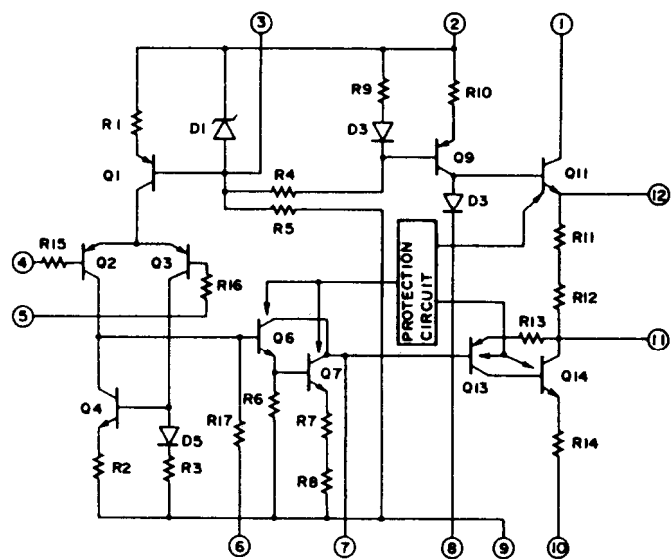 3 2 1
R9
R10
R1
D1
D3
Q1
Q9
Q11
R4
D3
12
R5
R11
4 R15
Q2 Q3
R16
PROTECTION
CIRCUIT
R12
5
R13
11
Q6
Q7
Q13
Q14
Q4
R6
R17
R7
D5
R14
R2
R3
R8
6 7 8 9 10